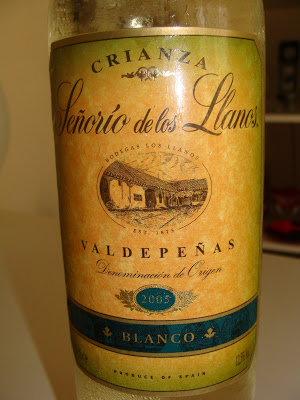 CRIANZA
Señorío de los Llanos.
BODEGAS LOS LLANOS
EST. 1875
VALDEPEÑAS
Denominación de Origen
2005
BLANCO
PRODUCE OF SPAIN